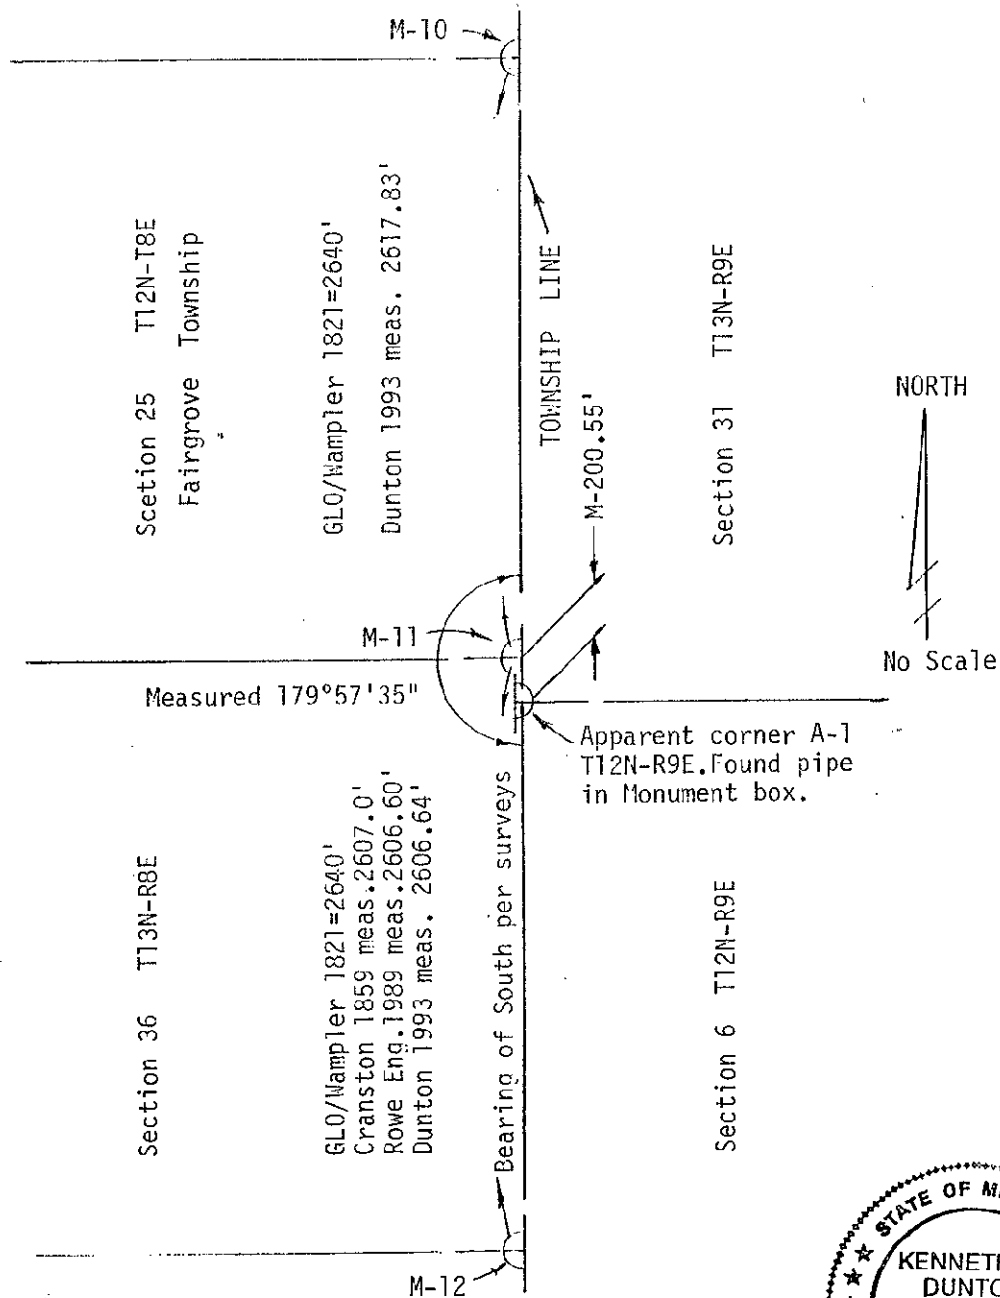 M-10
Scetion 25 T12N-T8E
Fairgrove Township
GLO/Wampler 1821=2640'
Dunton 1993 meas. 2617.83'
TOWNSHIP LINE
M-200.55'
Section 31 T13N-R9E
NORTH
No Scale
M-11
Measured 179°57'35"
Apparent corner A-1
T12N-R9E.Found pipe
in Monument box.
Section 36 T13N-R8E
GLO/Wampler 1821=2640'
Cranston 1859 meas.2607.0'
Rowe Eng.1989 meas.2606.60'
Dunton 1993 meas. 2606.64'
Bearing of South per surveys
Section 6 T12N-R9E
M-12
STATE OF
KENNETH
DUNTO